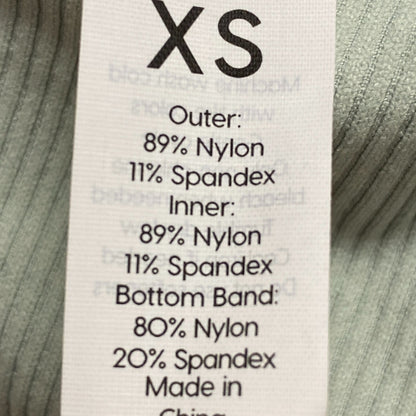 XS
Outer:
89% Nylon
11% Spandex
Inner:
89% Nylon
11% Spandex
Bottom Band:
80% Nylon
20% Spandex
Made in
China